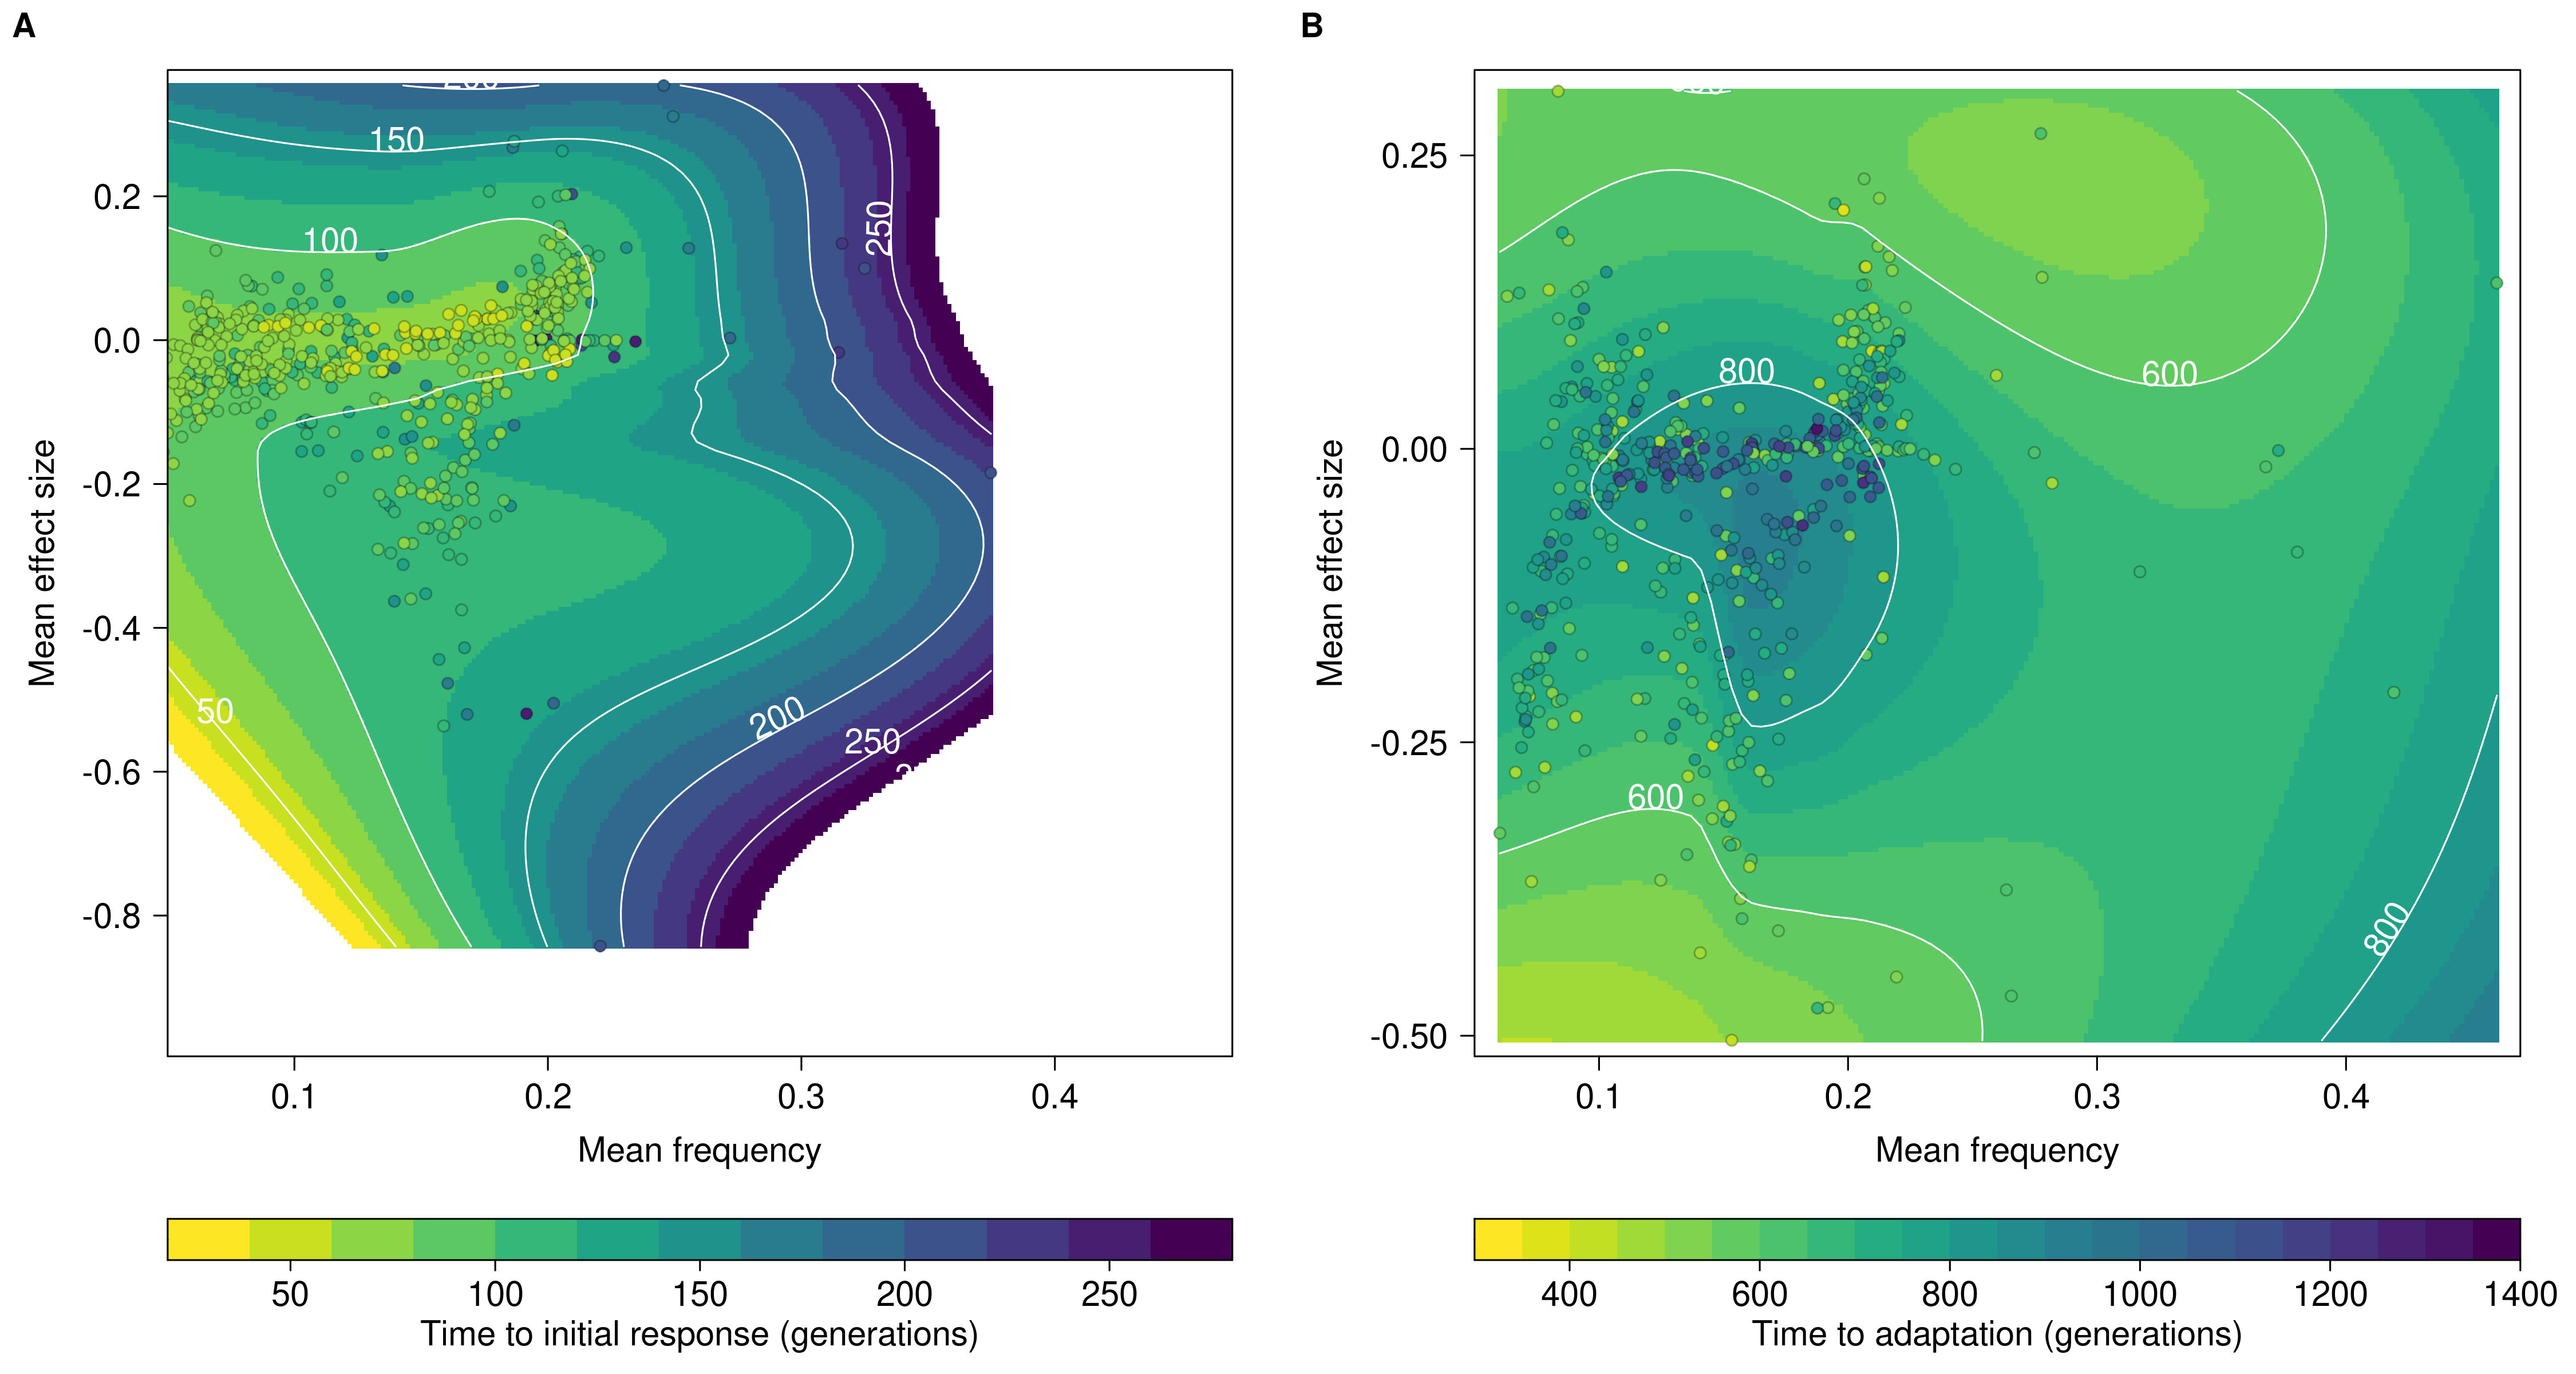 A
200
150
100
250
50
200
250
0.2
0.0
-0.2
-0.4
-0.6
-0.8
Mean effect size
0.1 0.2 0.3 0.4
Mean frequency
50 100 150 200 250
Time to initial response (generations)
B
800
600
600
800
0.25
0.00
-0.25
-0.50
Mean effect size
0.1 0.2 0.3 0.4
Mean frequency
400 600 800 1000 1200 1400
Time to adaptation (generations)